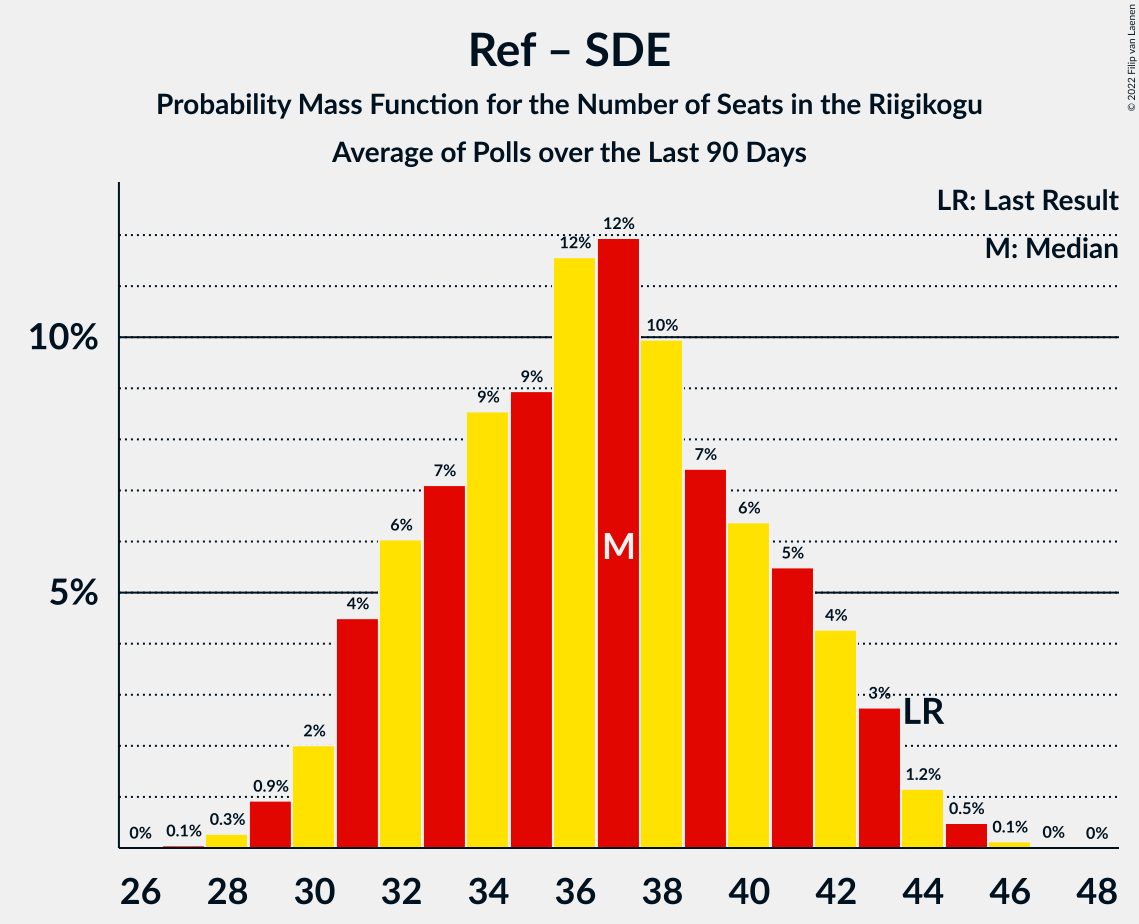 Ref – SDE
Probability Mass Function for the Number of Seats in the Riigikogu
Average of Polls over the Last 90 Days
© 2022 Filip van Laenen
LR: Last Result
M: Median
10%
5%
0%
0.1%
0.3%
0.9%
2%
4%
6%
7%
9%
9%
12%
12%
10%
7%
6%
5%
4%
3%
1.2%
0.5%
0.1%
0%
0%
M
LR
26 28 30 32 34 36 38 40 42 44 46 48